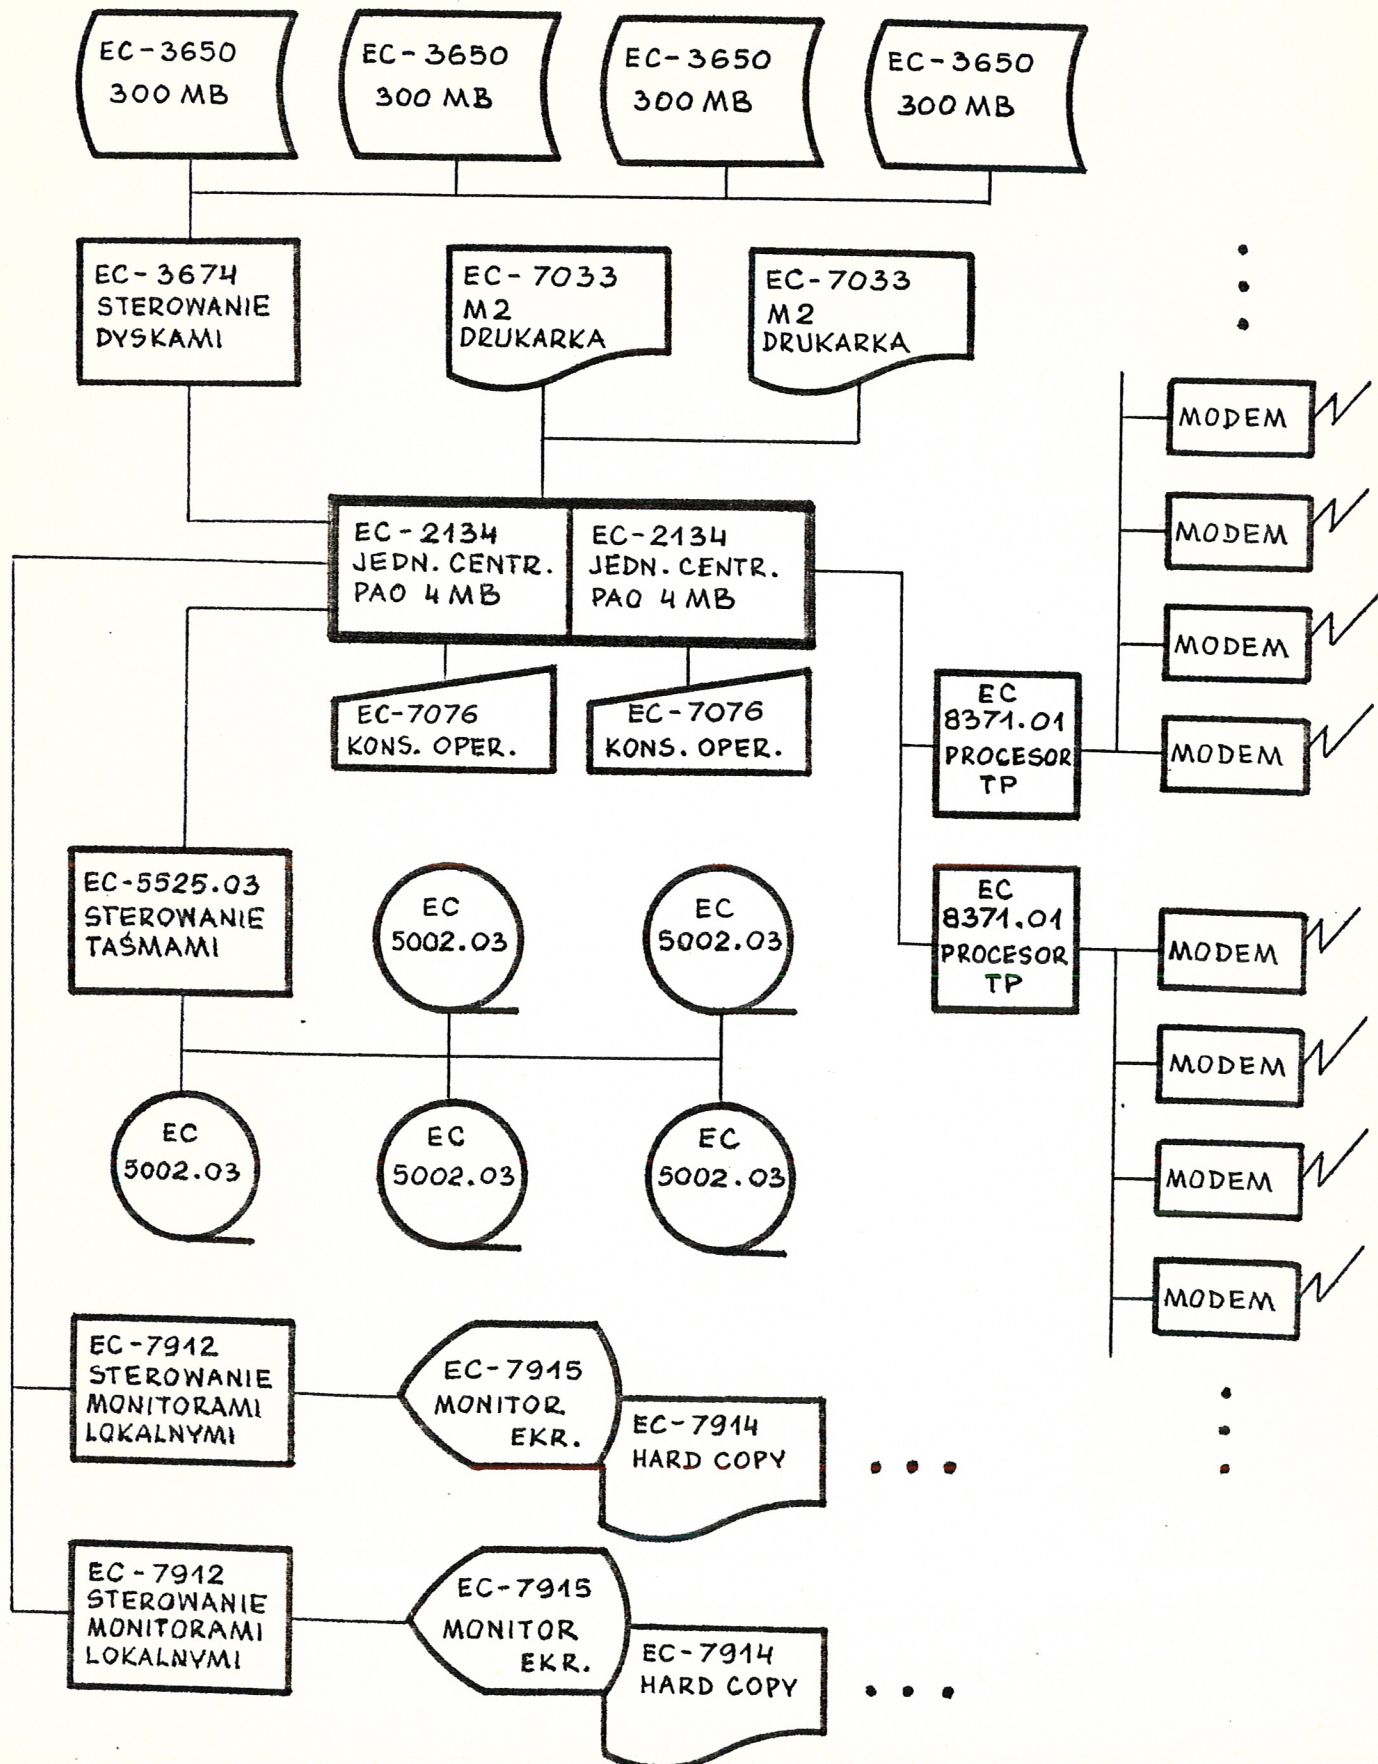 EC-3650
300 MB
EC-3650
300 MB
EC-3650
300 MB
EC-3650
300 MB
EC-3674
STEROWANIE
DYSKAMI
EC-7033
M2
DRUKARKA
EC-7033
M2
DRUKARKA
MODEM
MODEM
MODEM
MODEM
EC-2134
JEDN. CENTR.
PAO 4 MB
EC-2134
JEDN. CENTR.
PAO 4 MB
EC-7076
KONS. OPER.
EC-7076
KONS. OPER.
EC
8371.01
PROCESOR
TP
EC-5525.03
STEROWANIE
TAŚMAMI
EC
5002.03
EC
5002.03
EC
8371.01
PROCESOR
TP
MODEM
MODEM
MODEM
MODEM
EC
5002.03
EC
5002.03
EC
5002.03
EC-7912
STEROWANIE
MONITORAMI
LOKALNYMI
EC-7915
MONITOR
EKR.
EC-7914
HARD COPY
EC-7912
STEROWANIE
MONITORAMI
LOKALNYMI
EC-7915
MONITOR
EKR.
EC-7914
HARD COPY